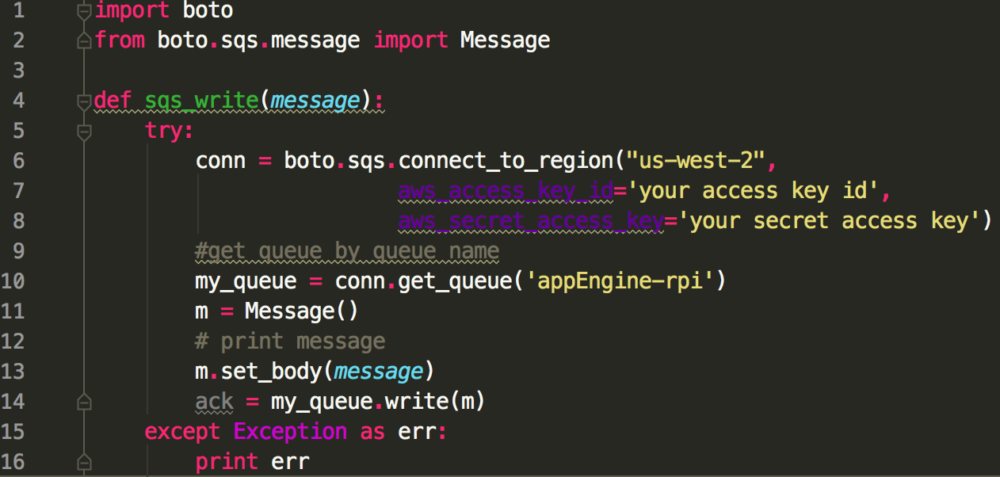 1 import boto
2 from boto.sqs.message import Message
3
4 def sqs_write(message):
5     try:
6         conn = boto.sqs.connect_to_region("us-west-2",
7                         aws_access_key_id='your access key id',
8                         aws_secret_access_key='your secret access key')
9         #get queue by queue name
10         my_queue = conn.get_queue('appEngine-rpi')
11         m = Message()
12         # print message
13         m.set_body(message)
14         ack = my_queue.write(m)
15     except Exception as err:
16         print err